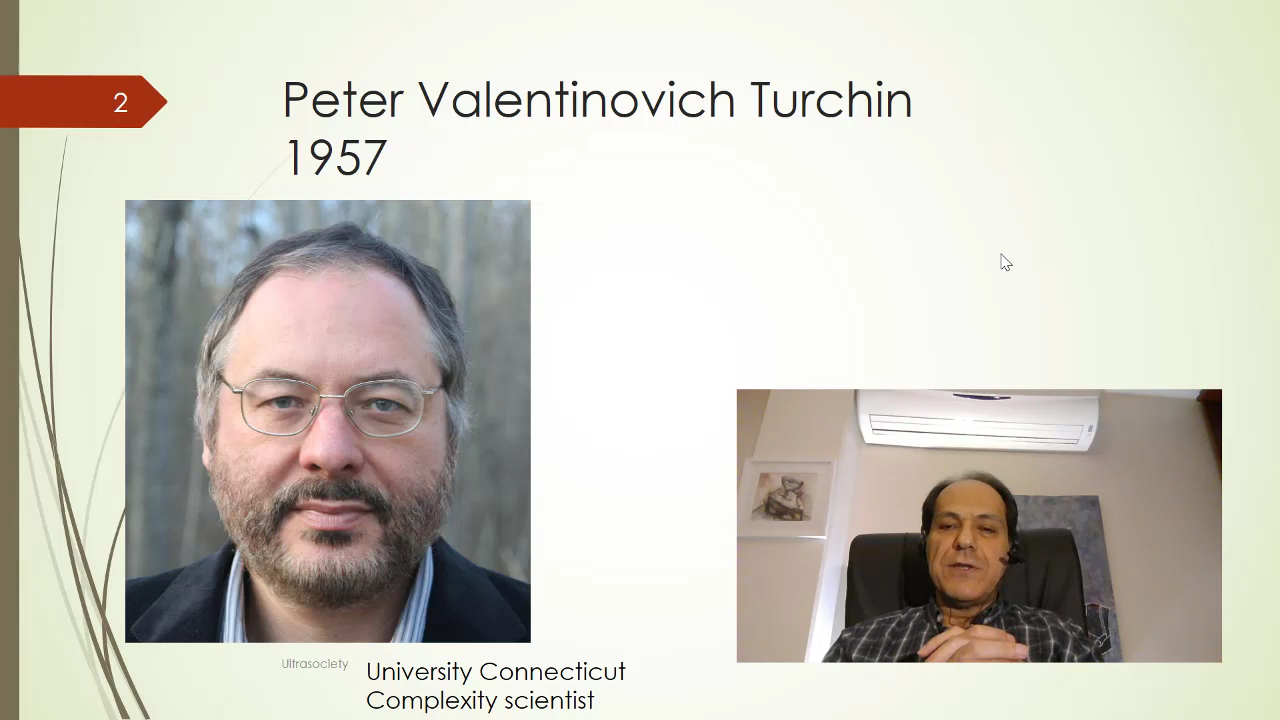 2
Peter Valentinovich Turchin
1957
Ultrasociety
University Connecticut
Complexity scientist